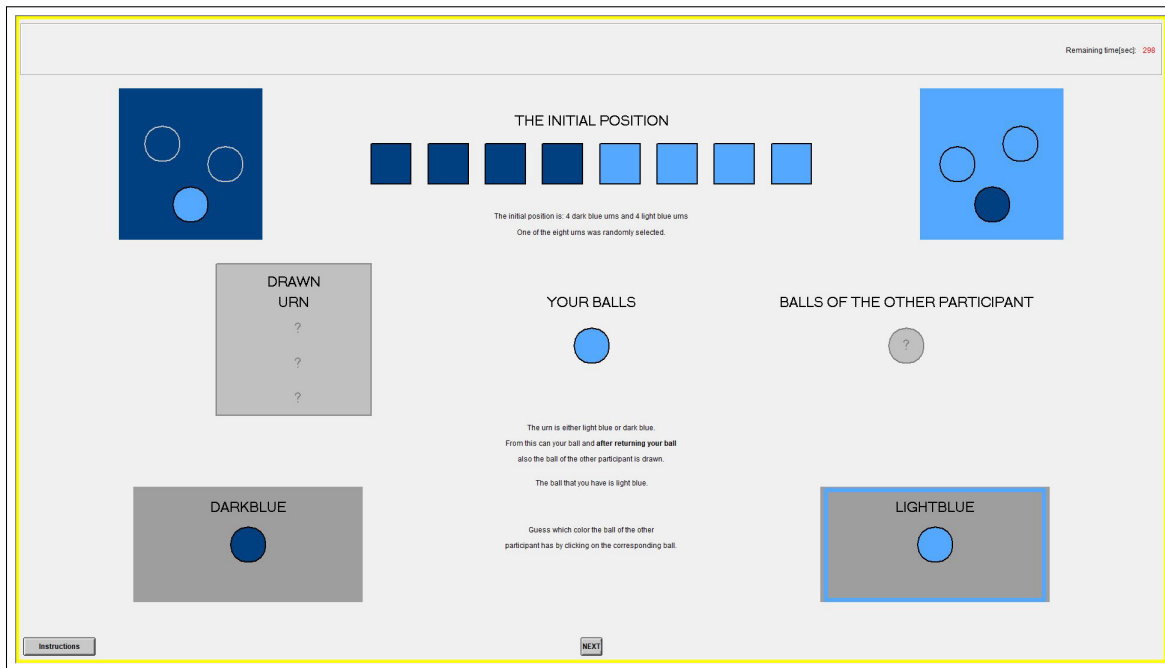 Remaining time[sec]: 298
THE INITIAL POSITION
The initial position is: 4 dark blue urns and 4 light blue urns
One of the eight urns was randomly selected.
DRAWN
URN
?
?
?
YOUR BALLS
BALLS OF THE OTHER PARTICIPANT
?
The urn is either light blue or dark blue.
From this can your ball and after returning your ball
also the ball of the other participant is drawn.
The ball that you have is light blue.
DARKBLUE
LIGHTBLUE
Guess which color the ball of the other
participant has by clicking on the corresponding ball.
Instructions
NEXT